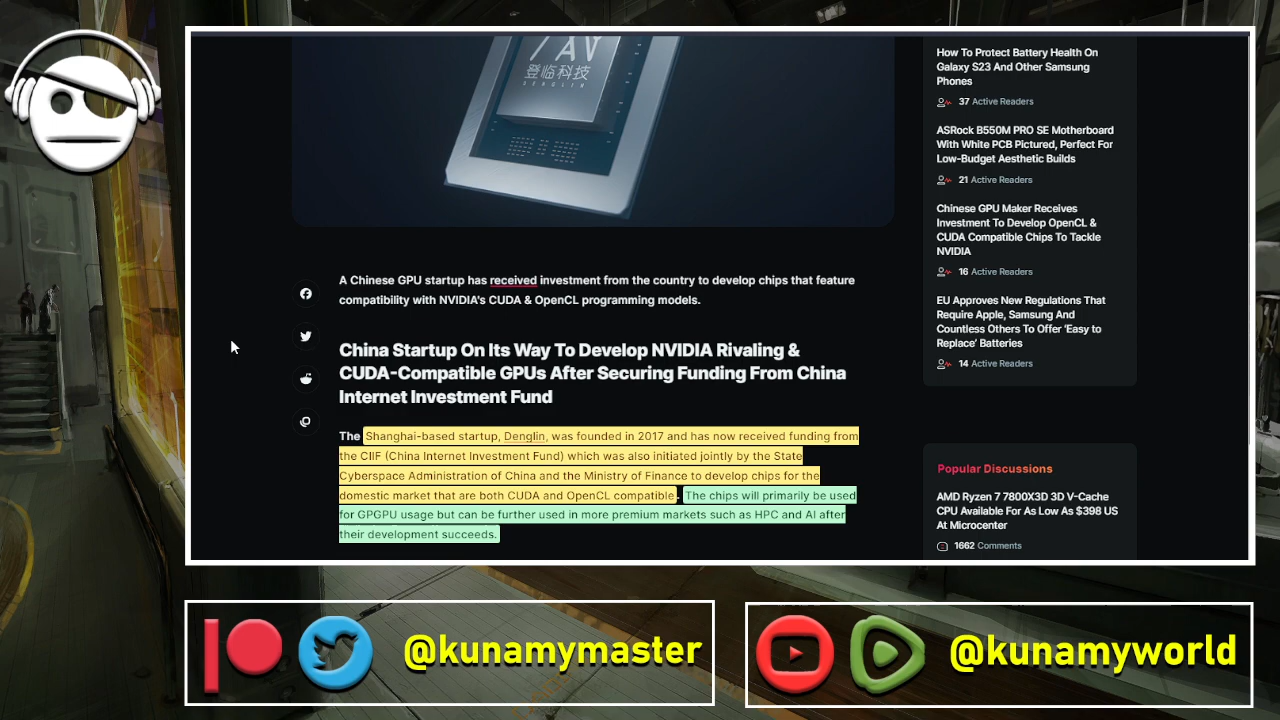 登临科技
DENGLIN
A Chinese GPU startup has received investment from the country to develop chips that feature
compatibility with NVIDIA's CUDA & OpenCL programming models.
China Startup On Its Way To Develop NVIDIA Rivaling &
CUDA-Compatible GPUs After Securing Funding From China
Internet Investment Fund
The Shanghai-based startup, Denglin, was founded in 2017 and has now received funding from
the CIIF (China Internet Investment Fund) which was also initiated jointly by the State
Cyberspace Administration of China and the Ministry of Finance to develop chips for the
domestic market that are both CUDA and OpenCL compatible. The chips will primarily be used
for GPGPU usage but can be further used in more premium markets such as HPC and AI after
their development succeeds.
How To Protect Battery Health On
Galaxy S23 And Other Samsung
Phones
37 Active Readers
ASRock B550M PRO SE Motherboard
With White PCB Pictured, Perfect For
Low-Budget Aesthetic Builds
21 Active Readers
Chinese GPU Maker Receives
Investment To Develop OpenCL &
CUDA Compatible Chips To Tackle
NVIDIA
16 Active Readers
EU Approves New Regulations That
Require Apple, Samsung And
Countless Others To Offer 'Easy to
Replace' Batteries
14 Active Readers
Popular Discussions
AMD Ryzen 7 7800X3D 3D V-Cache
CPU Available For As Low As $398 US
At Microcenter
1662 Comments
@kunamymaster
@kunamyworld